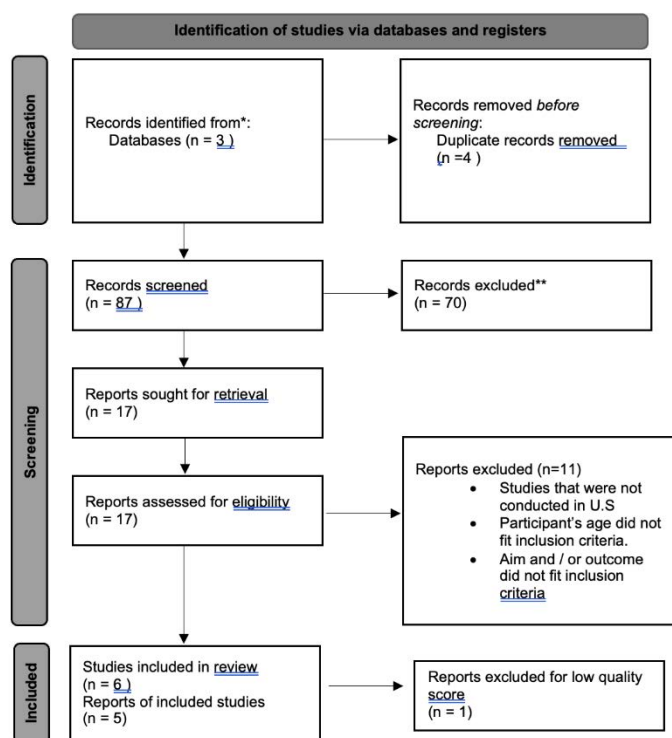 Identification of studies via databases and registers
Identification
Records identified from*:
Databases (n = 3 )
Records removed before
screening:
Duplicate records removed
(n =4 )
Screening
Records screened
(n = 87 )
Records excluded**
(n = 70)
Reports sought for retrieval
(n = 17)
Reports assessed for eligibility
(n = 17)
Reports excluded (n=11)
• Studies that were not
conducted in U.S
• Participant's age did not
fit inclusion criteria.
• Aim and / or outcome
did not fit inclusion
criteria
Included
Studies included in review
(n = 6 )
Reports of included studies
(n = 5)
Reports excluded for low quality
score
(n = 1)